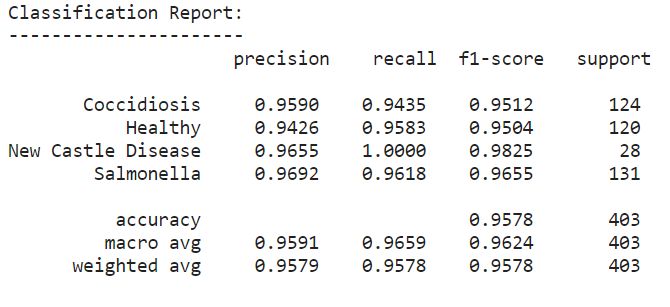 Classification Report:
----------------------
precision recall f1-score support
Coccidiosis 0.9590 0.9435 0.9512 124
Healthy 0.9426 0.9583 0.9504 120
New Castle Disease 0.9655 1.0000 0.9825 28
Salmonella 0.9692 0.9618 0.9655 131
accuracy 0.9578 403
macro avg 0.9591 0.9659 0.9624 403
weighted avg 0.9579 0.9578 0.9578 403